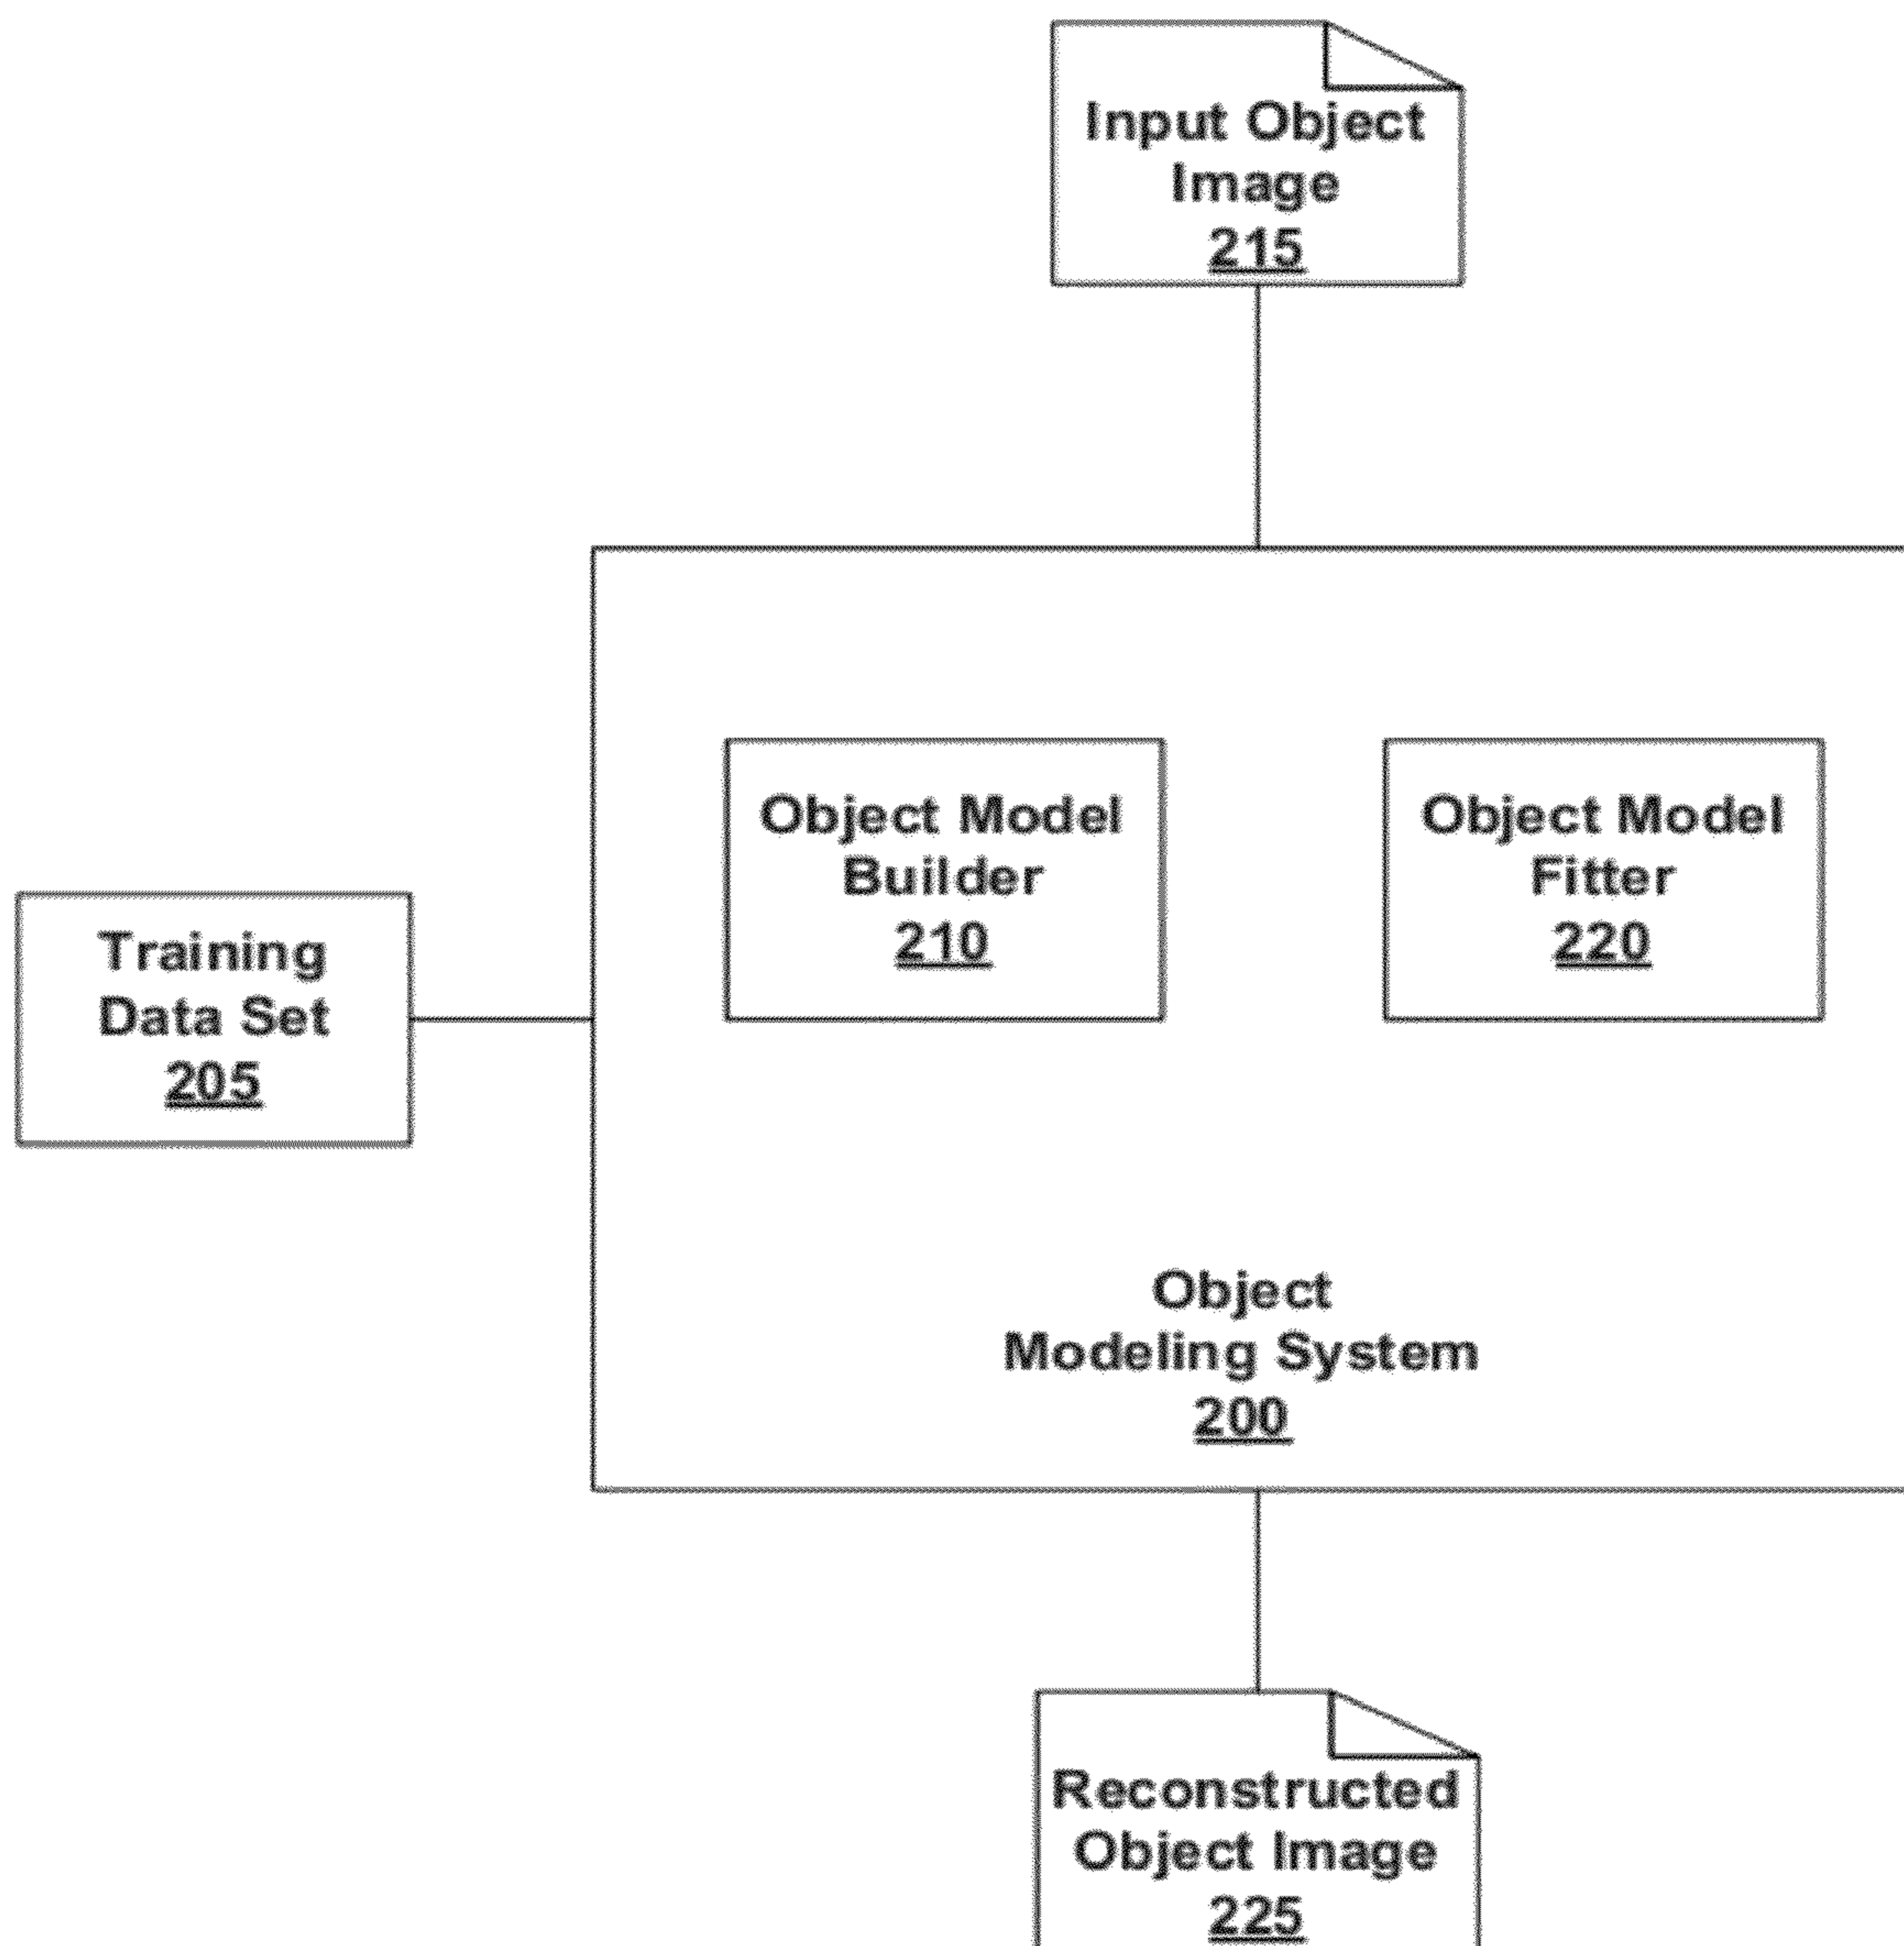 Input Object
Image
215
Object Model
Builder
210
Object Model
Fitter
220
Training
Data Set
205
Object
Modeling System
200
Reconstructed
Object Image
225